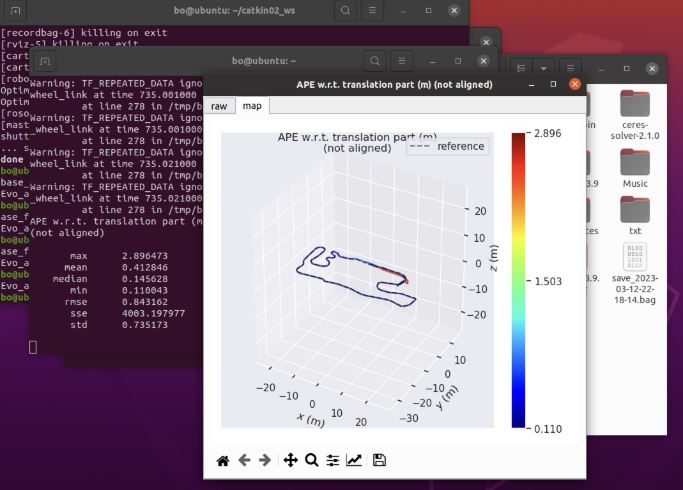 bo@ubuntu: ~/catkin02_ws
[recordbag-6] killing on exit
[rviz-5] killing on exit
[cart
[cart
[robo
Optim
Optim
[roso
[mast
shutt
... s
done
bo@ub
base_
Evo_a
bo@ub
ase_f
Evo_a
bo@ub
ase_f
Evo_a
bo@ub
bo@ubuntu: ~
Warning: TF_REPEATED_DATA igno
wheel_link at time 735.001000
at line 278 in /tmp/b
Warning: TF_REPEATED_DATA igno
_wheel_link at time 735.001000
at line 278 in /tmp/b
Warning: TF_REPEATED_DATA igno
wheel_link at time 735.021000
at line 278 in /tmp/b
Warning: TF_REPEATED_DATA igno
_wheel_link at time 735.021000
at line 278 in /tmp/b
APE w.r.t. translation part (m
(not aligned)
max 2.896473
mean 0.412846
median 0.145628
min 0.110043
rmse 0.843162
sse 4003.197977
std 0.735173
APE w.r.t. translation part (m) (not aligned)
raw map
APE w.r.t. translation part (m)
(not aligned)
reference
20
10
0
−10
−20
z (m)
10
0
−10
−20
−30
y (m)
−20
−10
0
10
20
x (m)
2.896
1.503
0.110
in
ceres-
solver-2.1.0
3.9
Music
ces
txt
3.9.
t
save_2023-
03-12-22-
18-14.bag